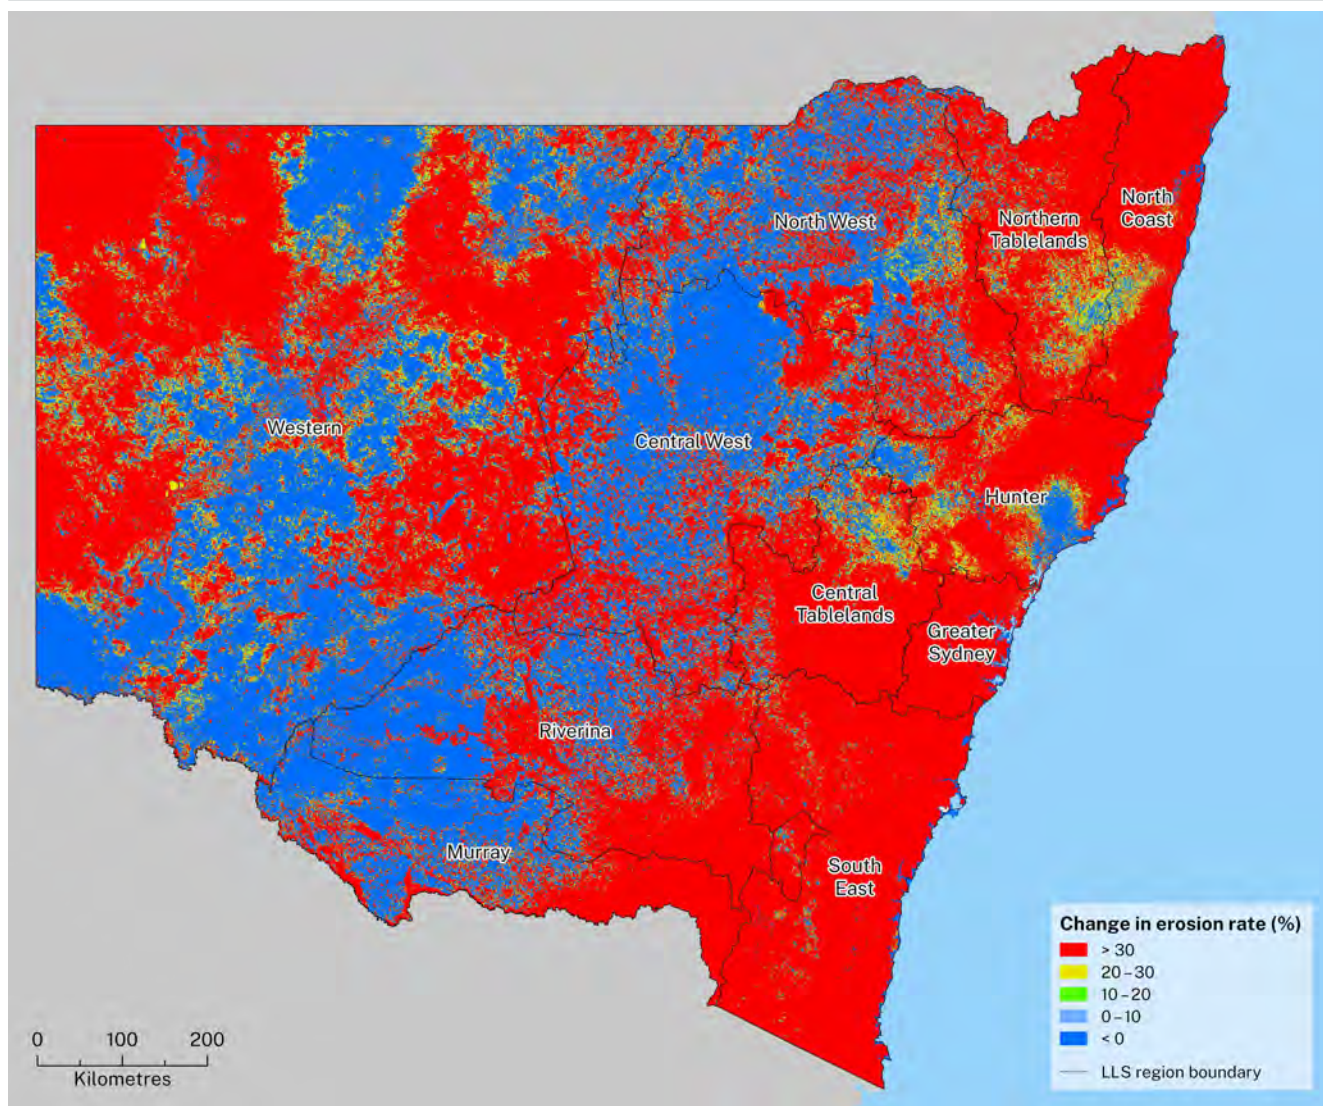 North
Coast
North West
Northern
Tablelands
Western
Central West
Hunter
Central
Tablelands
Greater
Sydney
Riverina
Murray
South
East
Change in erosion rate (%)
> 30
20–30
10–20
0–10
< 0
LLS region boundary
0 100 200
Kilometres